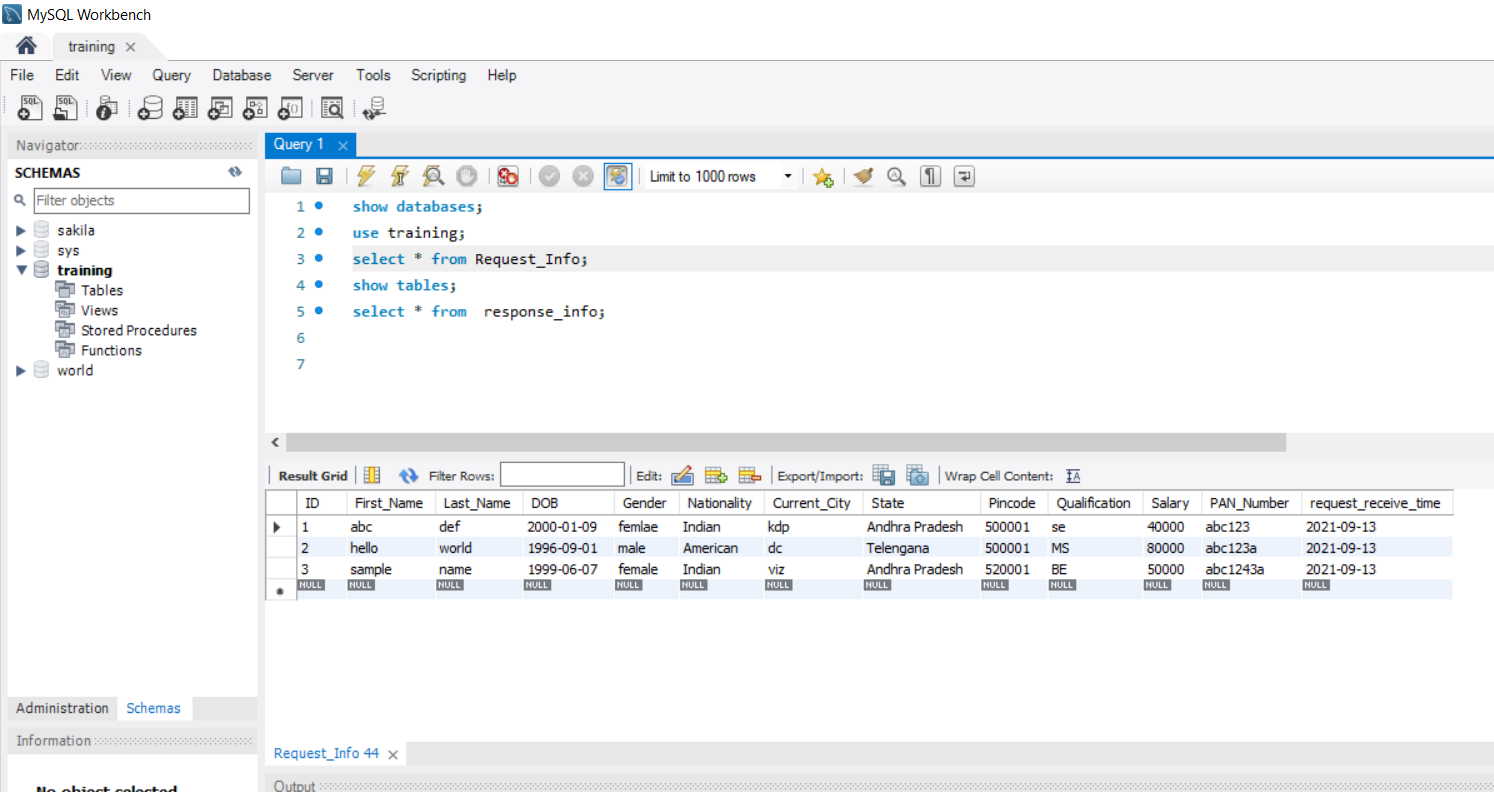 MySQL Workbench
training
File Edit View Query Database Server Tools Scripting Help
SQL SQL
Navigator
Query 1
SCHEMAS
Limit to 1000 rows
Filter objects
sakila
sys
training
Tables
Views
Stored Procedures
Functions
world
1 show databases;
2 use training;
3 select * from Request_Info;
4 show tables;
5 select * from response_info;
6
7
Result Grid Filter Rows: Edit: Export/Import: Wrap Cell Content:
ID First_Name Last_Name DOB Gender Nationality Current_City State Pincode Qualification Salary PAN_Number request_receive_time
1 abc def 2000-01-09 femlae Indian kdp Andhra Pradesh 500001 se 40000 abc123 2021-09-13
2 hello world 1996-09-01 male American dc Telengana 500001 MS 80000 abc123a 2021-09-13
3 sample name 1999-06-07 female Indian viz Andhra Pradesh 520001 BE 50000 abc1243a 2021-09-13
NULL NULL NULL NULL NULL NULL NULL NULL NULL NULL NULL NULL NULL
Administration Schemas
Information
Request_Info 44
No object selected
Output